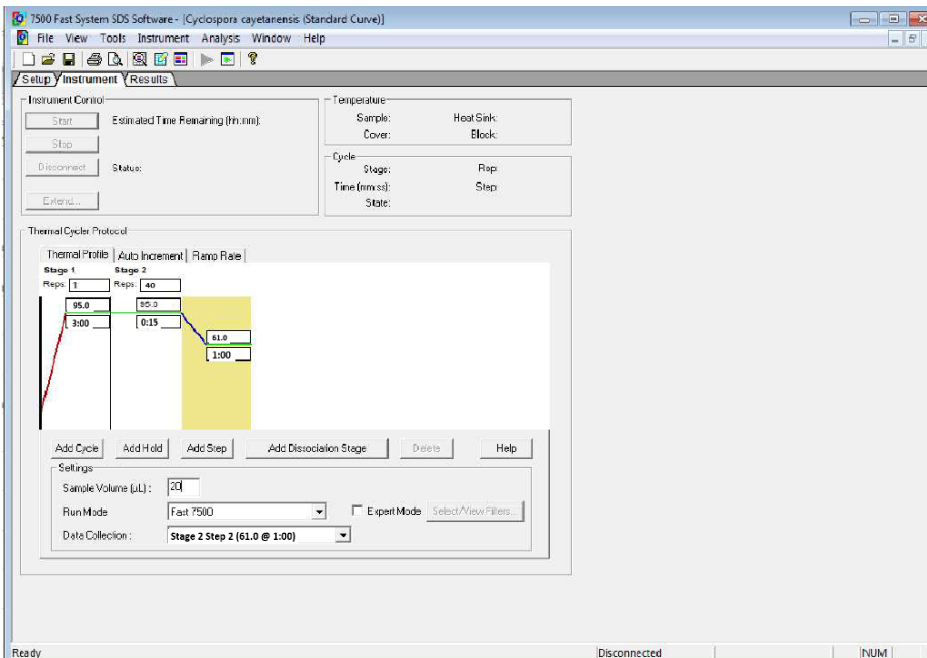 7500 Fast System SDS Software - [Cyclospora cayetanensis (Standard Curve)]
File View Tools Instrument Analysis Window Help
Setup Instrument Results
Instrument Control
Start Estimated Time Remaining (hh:mm):
Stop
Disconnect Status:
Extend...
Temperature
Sample: Heat Sink:
Cover: Block:
Cycle
Stage: Rep:
Time (mm:ss): Step:
State:
Thermal Cycler Protocol
Thermal Profile Auto Increment Ramp Rate
Stage 1 Stage 2
Reps: 1 Reps: 40
95.0 95.0
3:00 0:15
61.0
1:00
Add Cycle Add Hold Add Step Add Dissociation Stage Delete Help
Settings
Sample Volume (µL) : 20
Run Mode Fast 7500 Expert Mode Select/View Filters...
Data Collection : Stage 2 Step 2 (61.0 @ 1:00)
Ready Disconnected NUM